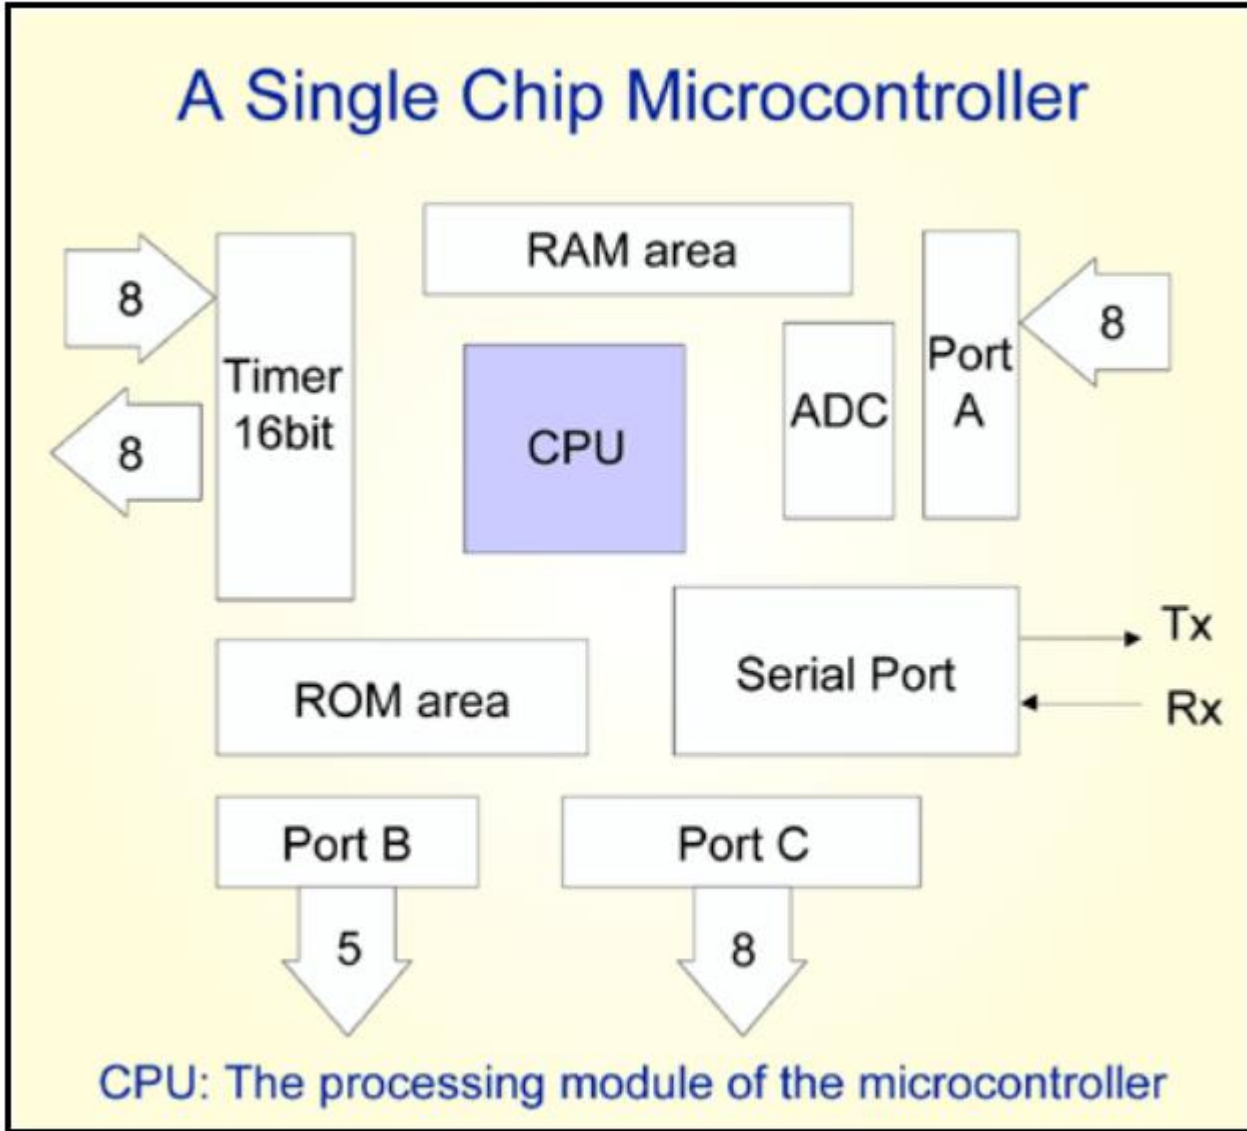 A Single Chip Microcontroller
RAM area
8
Timer
16bit
8
CPU
ADC
Port
A
8
ROM area
Serial Port
Tx
Rx
Port B
Port C
5
8
CPU: The processing module of the microcontroller